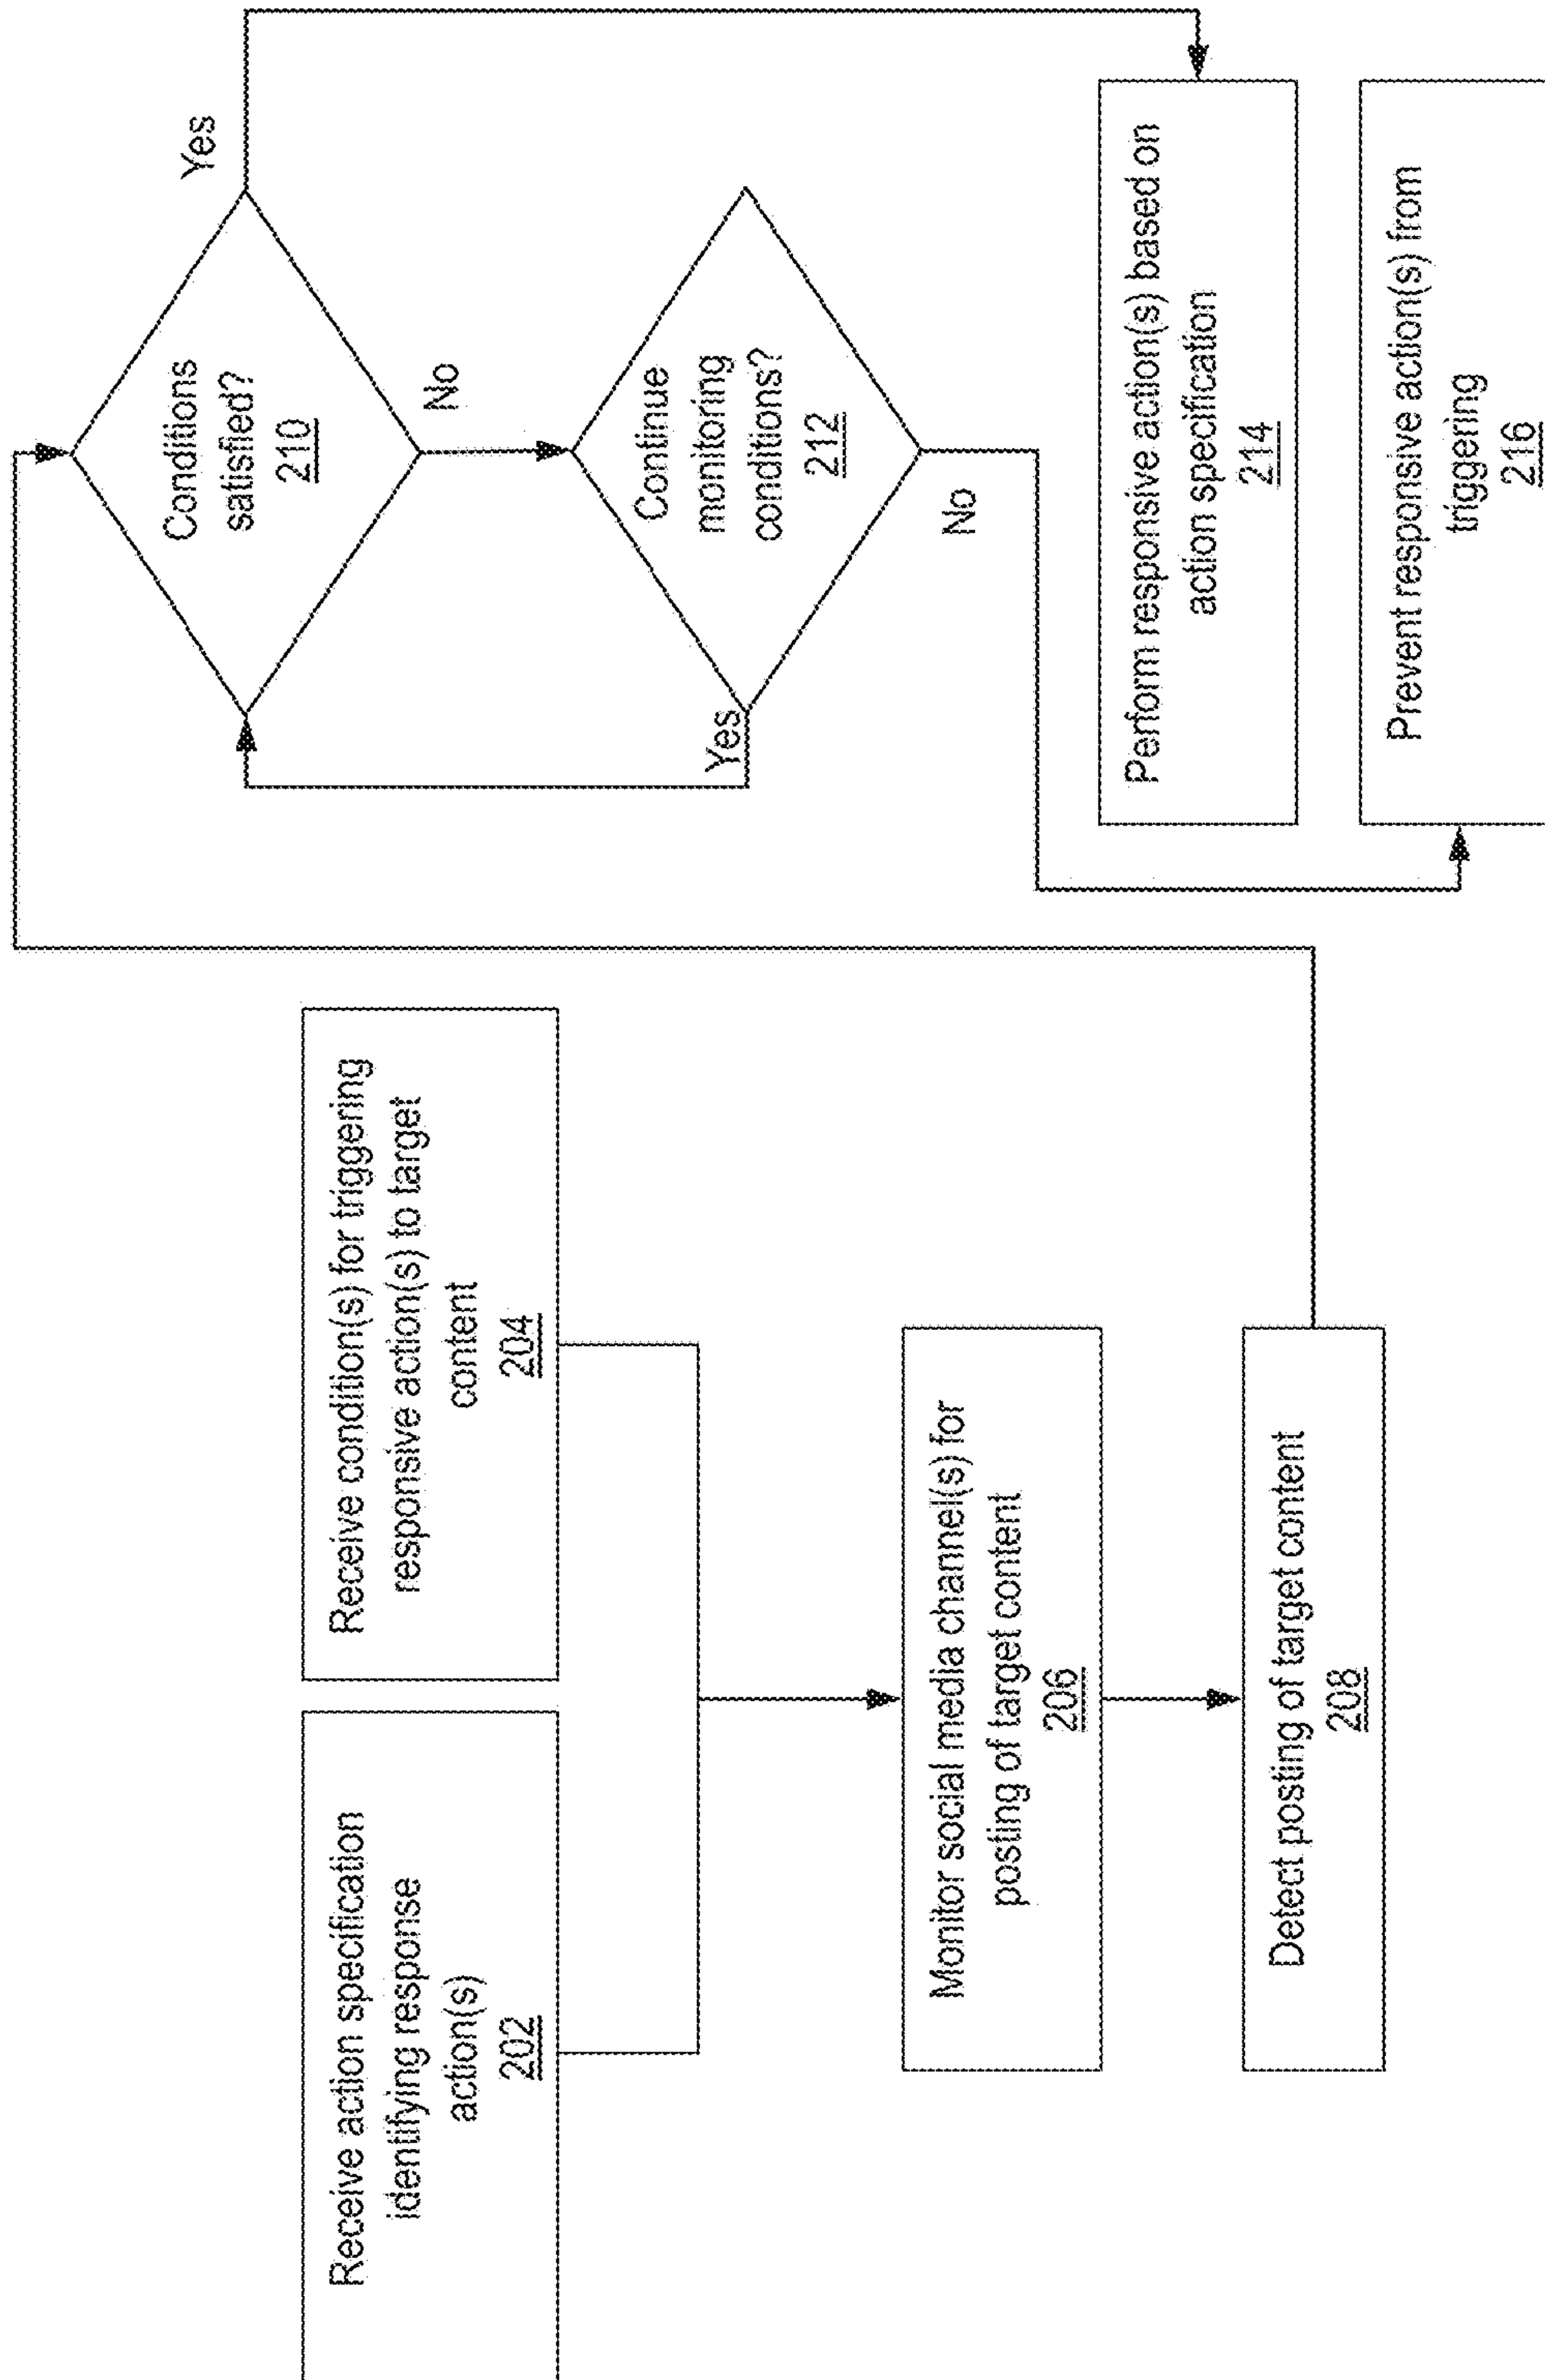 Receive action specification
identifying response
action(s)
202
Receive condition(s) for triggering
responsive action(s) to target
content
204
Monitor social media channel(s) for
posting of target content
206
Detect posting of target content
208
Conditions
satisfied?
210
Yes
No
Continue
monitoring
conditions?
212
Yes
No
Perform responsive action(s) based on
action specification
214
Prevent responsive action(s) from
triggering
216